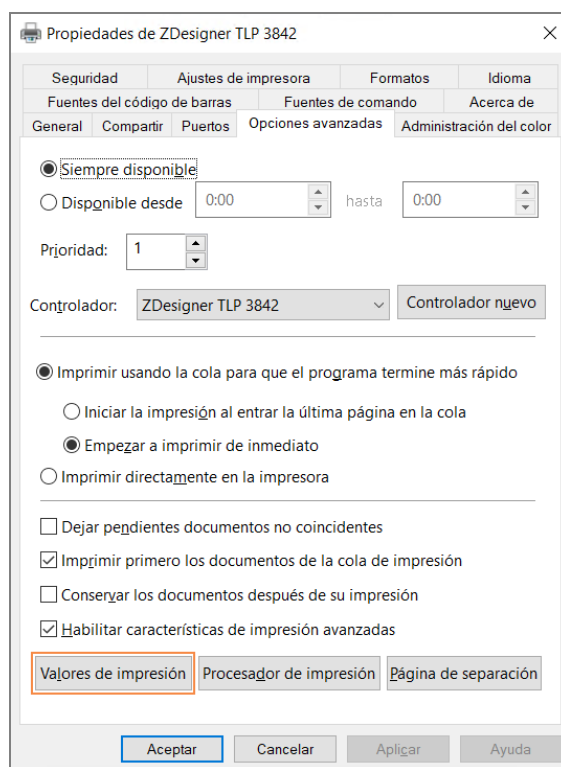 Propiedades de ZDesigner TLP 3842
Seguridad Ajustes de impresora Formatos Idioma
Fuentes del código de barras Fuentes de comando Acerca de
General Compartir Puertos Opciones avanzadas Administración del color
Siempre disponible
Disponible desde 0:00 hasta 0:00
Prioridad: 1
Controlador: ZDesigner TLP 3842 Controlador nuevo
Imprimir usando la cola para que el programa termine más rápido
Iniciar la impresión al entrar la última página en la cola
Empezar a imprimir de inmediato
Imprimir directamente en la impresora
Dejar pendientes documentos no coincidentes
Imprimir primero los documentos de la cola de impresión
Conservar los documentos después de su impresión
Habilitar características de impresión avanzadas
Valores de impresión Procesador de impresión Página de separación
Aceptar Cancelar Aplicar Ayuda